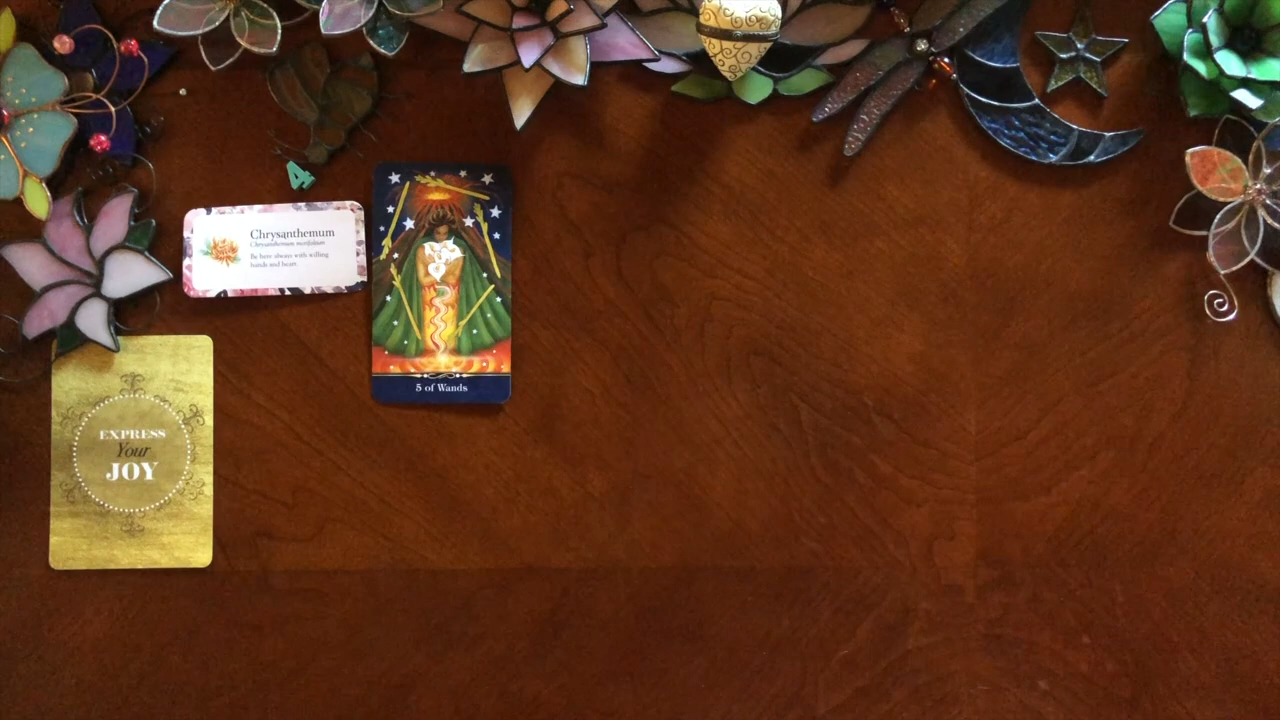 4
Chrysanthemum
Chrysanthemum morifolium
Be here always with willing
hands and heart.
5 of Wands
EXPRESS
Your
JOY